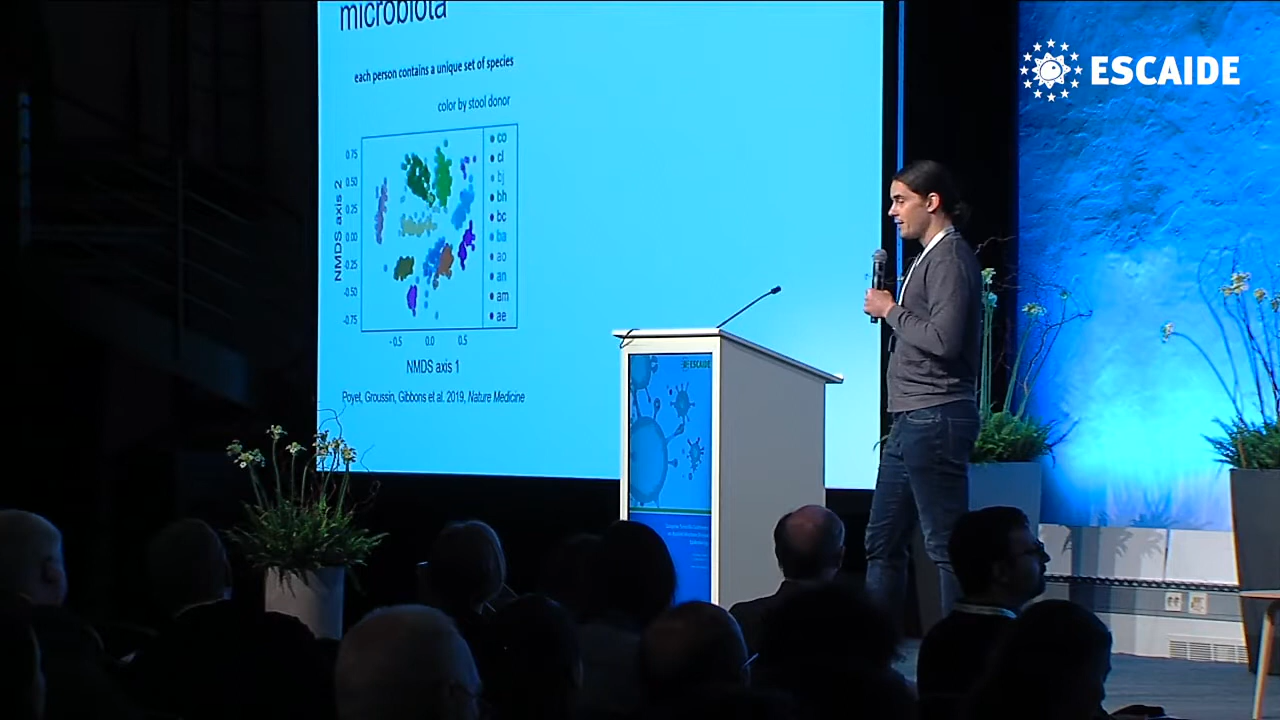 microbiota
ESCAIDE
each person contains a unique set of species
color by stool donor
co
cl
bj
bh
bc
ba
ao
an
am
ae
NMDS axis 2
0.75
0.50
0.25
0.00
-0.25
-0.50
-0.75
-0.5 0.0 0.5
NMDS axis 1
Poyet, Groussin, Gibbons et al. 2019, Nature Medicine
ESCAIDE